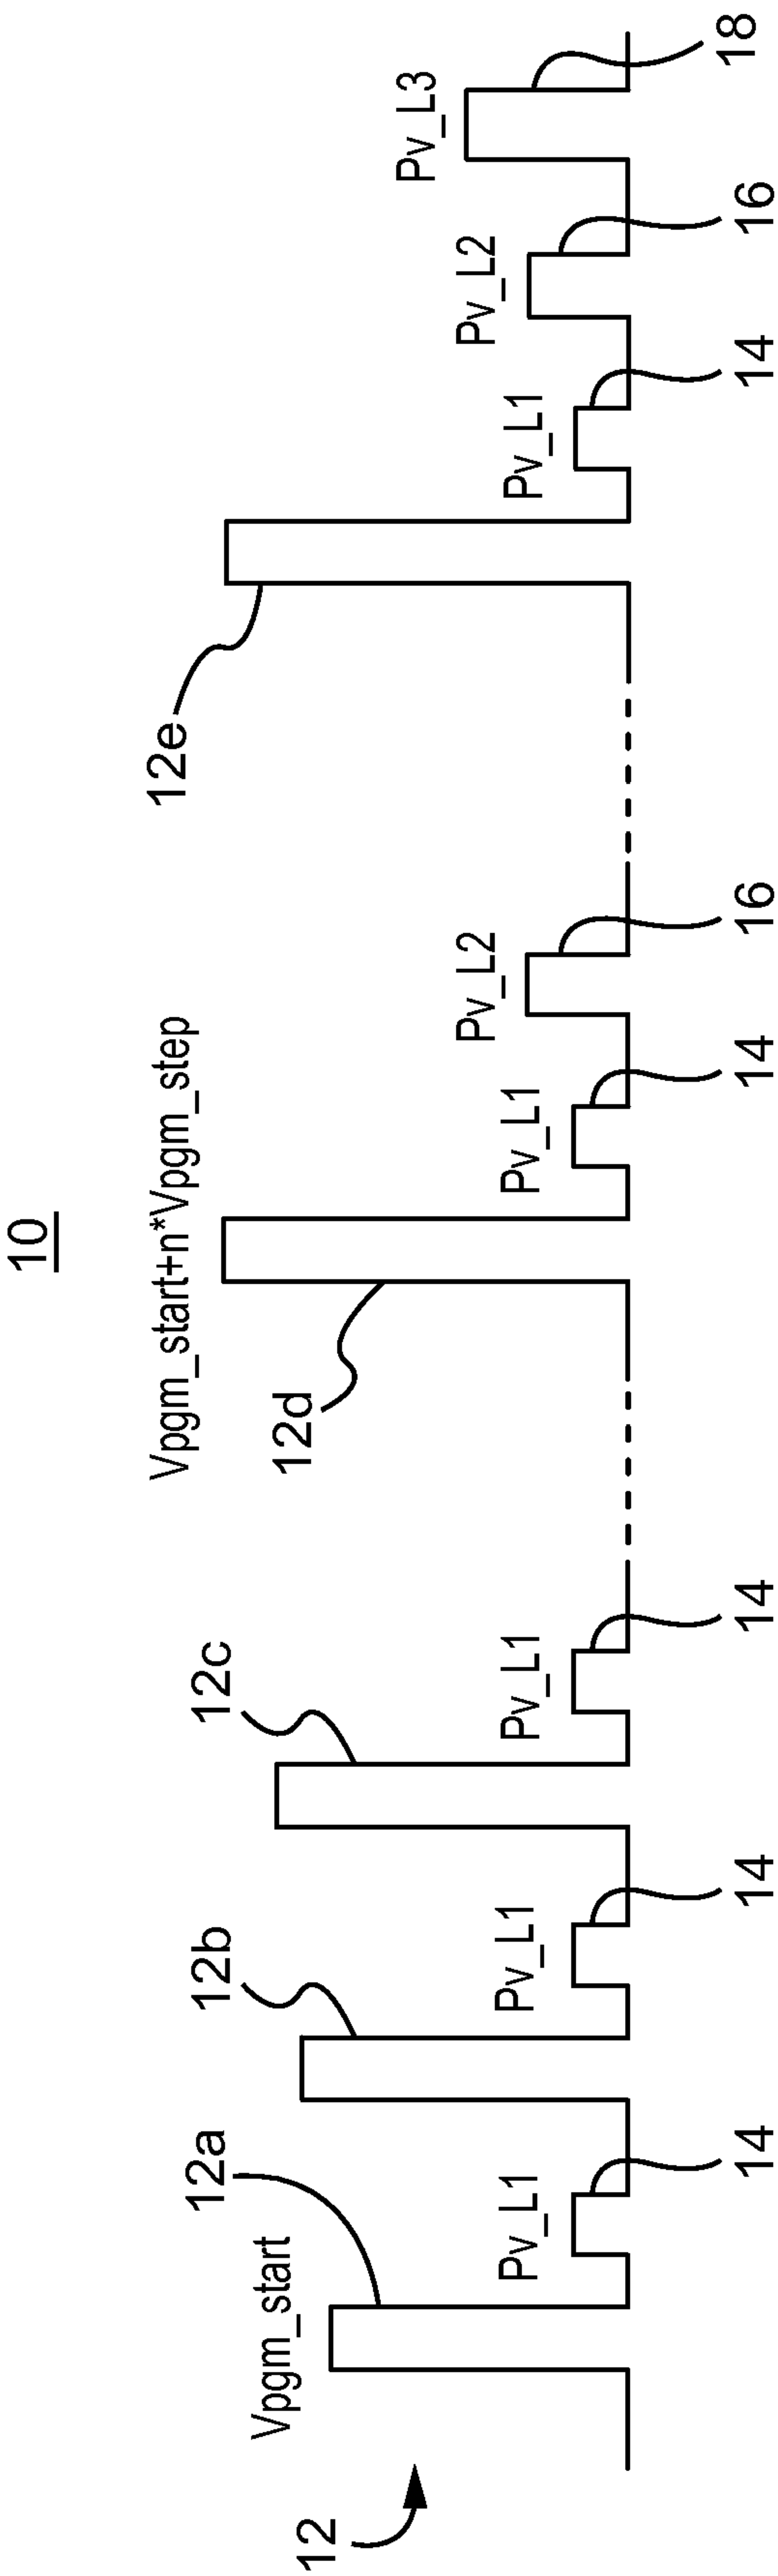 10
Vpgm_start+n*Vpgm_step
12e
Pv_L3
12a
12b
12c
12d
Vpgm_start
Pv_L2
Pv_L2
12
Pv_L1
Pv_L1
Pv_L1
Pv_L1
Pv_L1
14
14
14
14
16
14
16
18